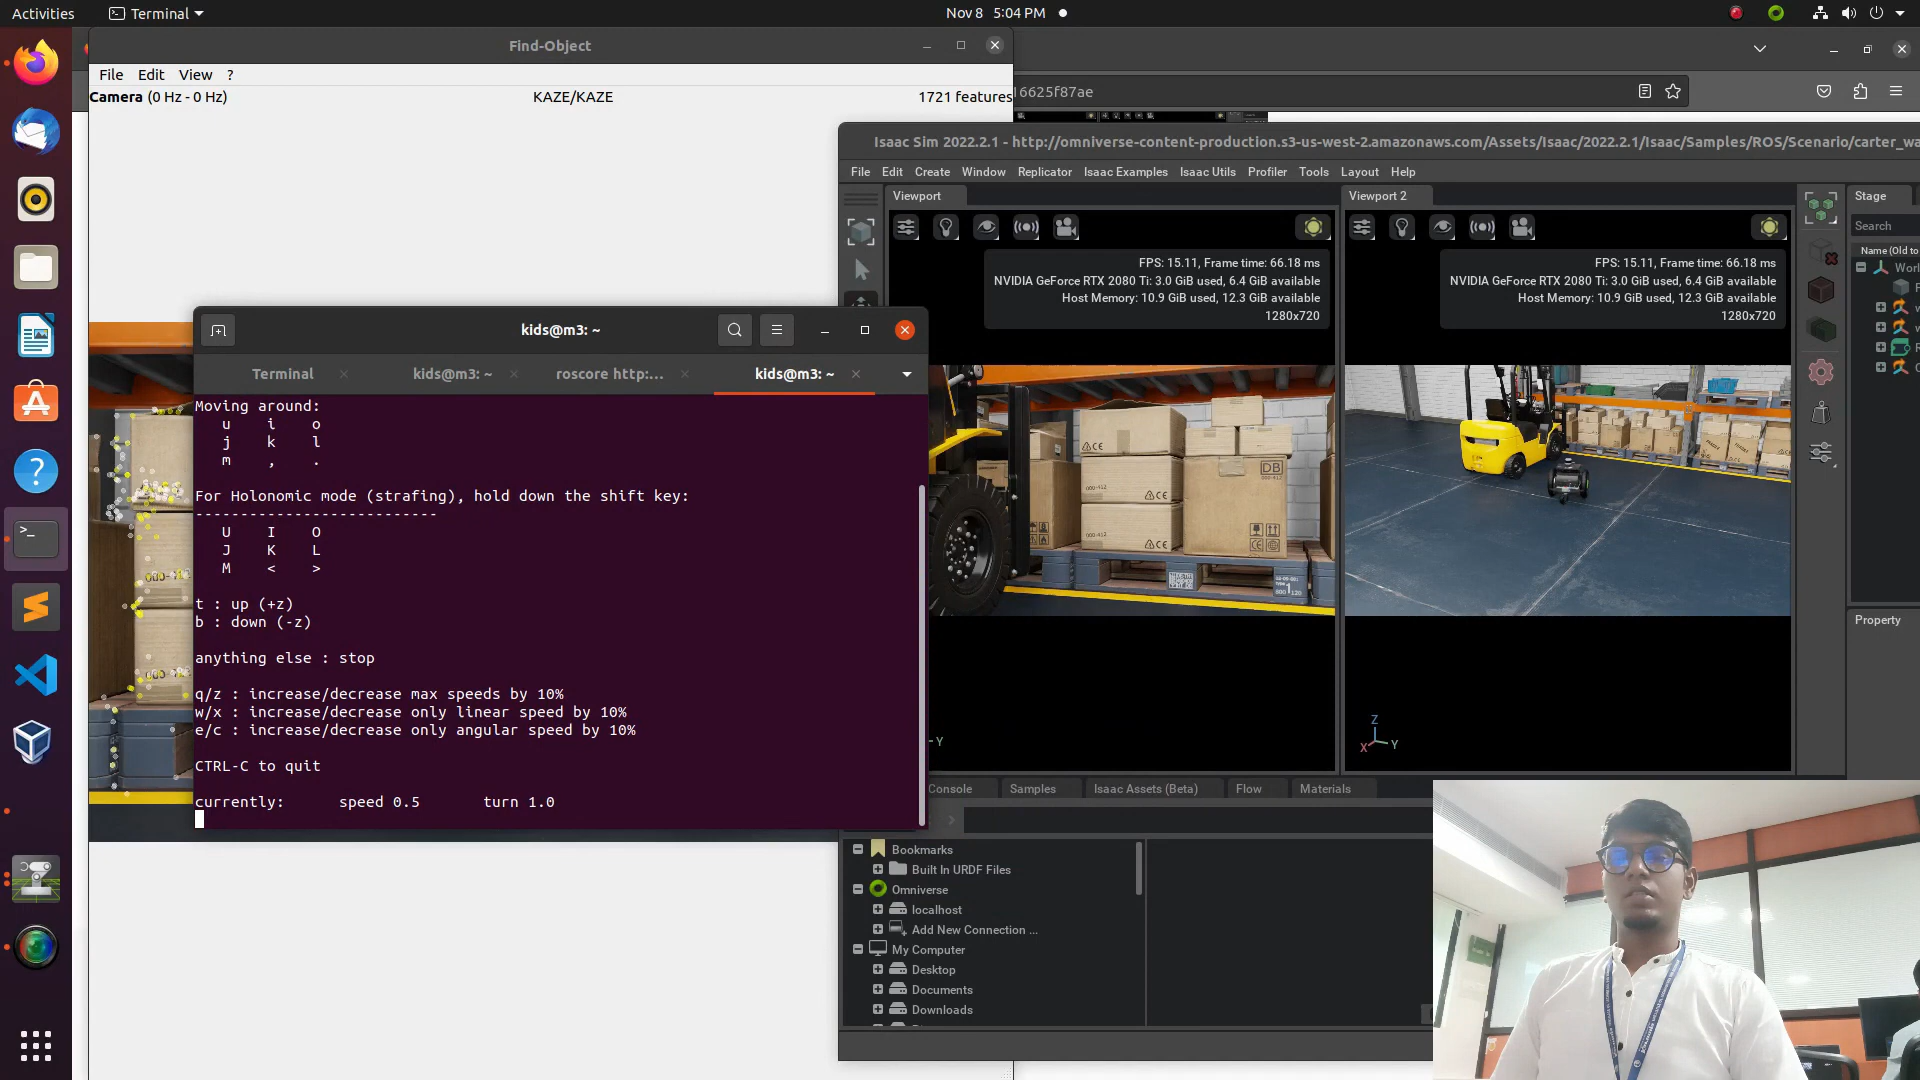 Activities
Terminal
Nov 8 5:04 PM
Find-Object
File Edit View ?
Camera (0 Hz - 0 Hz)
KAZE/KAZE
1721 features
16625f87ae
Isaac Sim 2022.2.1 - http://omniverse-content-production.s3-us-west-2.amazonaws.com/Assets/Isaac/2022.2.1/Isaac/Samples/ROS/Scenario/carter_wa
File Edit Create Window Replicator Isaac Examples Isaac Utils Profiler Tools Layout Help
Viewport
FPS: 15.11, Frame time: 66.18 ms
NVIDIA GeForce RTX 2080 Ti: 3.0 GiB used, 6.4 GiB available
Host Memory: 10.9 GiB used, 12.3 GiB available
1280x720
Viewport 2
FPS: 15.11, Frame time: 66.18 ms
NVIDIA GeForce RTX 2080 Ti: 3.0 GiB used, 6.4 GiB available
Host Memory: 10.9 GiB used, 12.3 GiB available
1280x720
Stage
Search
Name (Old to
Worl
Property
kids@m3: ~
Terminal
kids@m3: ~
roscore http:...
kids@m3: ~
Moving around:
u i o
j k l
m , .
For Holonomic mode (strafing), hold down the shift key:
---------------------------
U I O
J K L
M < >
t : up (+z)
b : down (-z)
anything else : stop
q/z : increase/decrease max speeds by 10%
w/x : increase/decrease only linear speed by 10%
e/c : increase/decrease only angular speed by 10%
CTRL-C to quit
currently: speed 0.5 turn 1.0
DB
Y
Z
X
Y
Console
Samples
Isaac Assets (Beta)
Flow
Materials
Bookmarks
Built In URDF Files
Omniverse
localhost
Add New Connection ...
My Computer
Desktop
Documents
Downloads